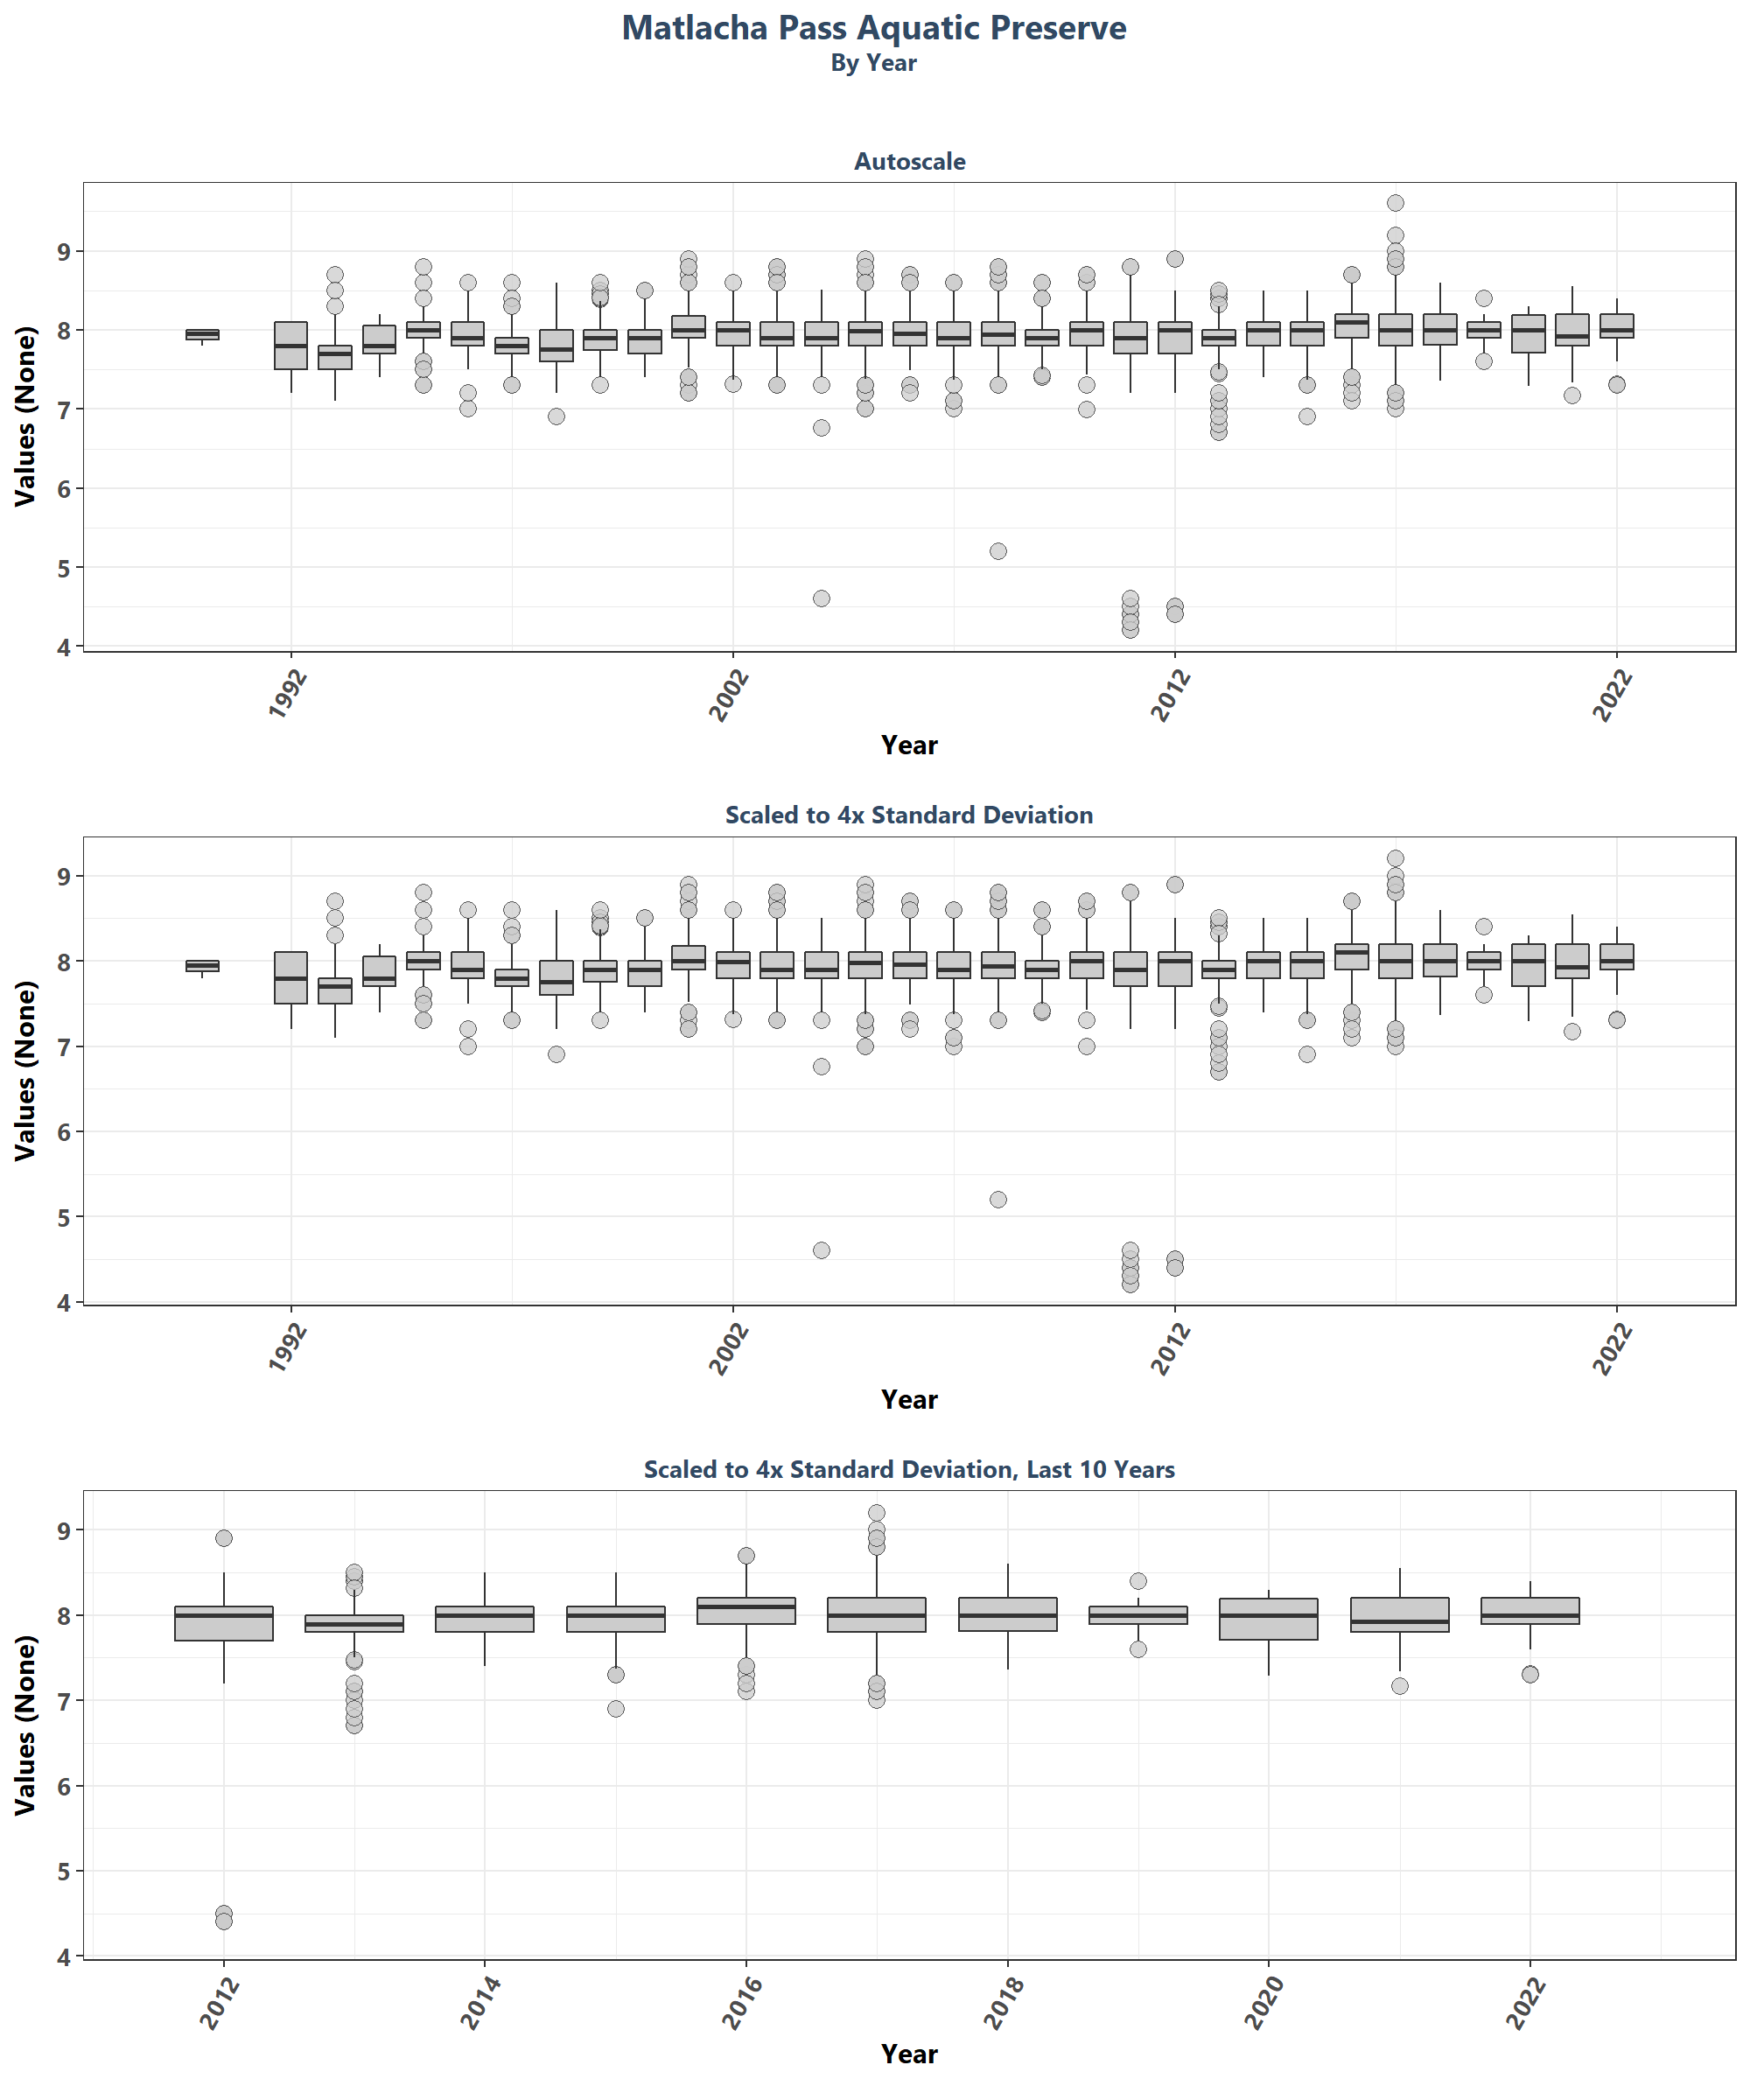 Matlacha Pass Aquatic Preserve
By Year
Autoscale
Values (None)
9
8
7
6
5
4
1992
2002
2012
2022
Year
Scaled to 4x Standard Deviation
Values (None)
9
8
7
6
5
4
1992
2002
2012
2022
Year
Scaled to 4x Standard Deviation, Last 10 Years
Values (None)
9
8
7
6
5
4
2012
2014
2016
2018
2020
2022
Year